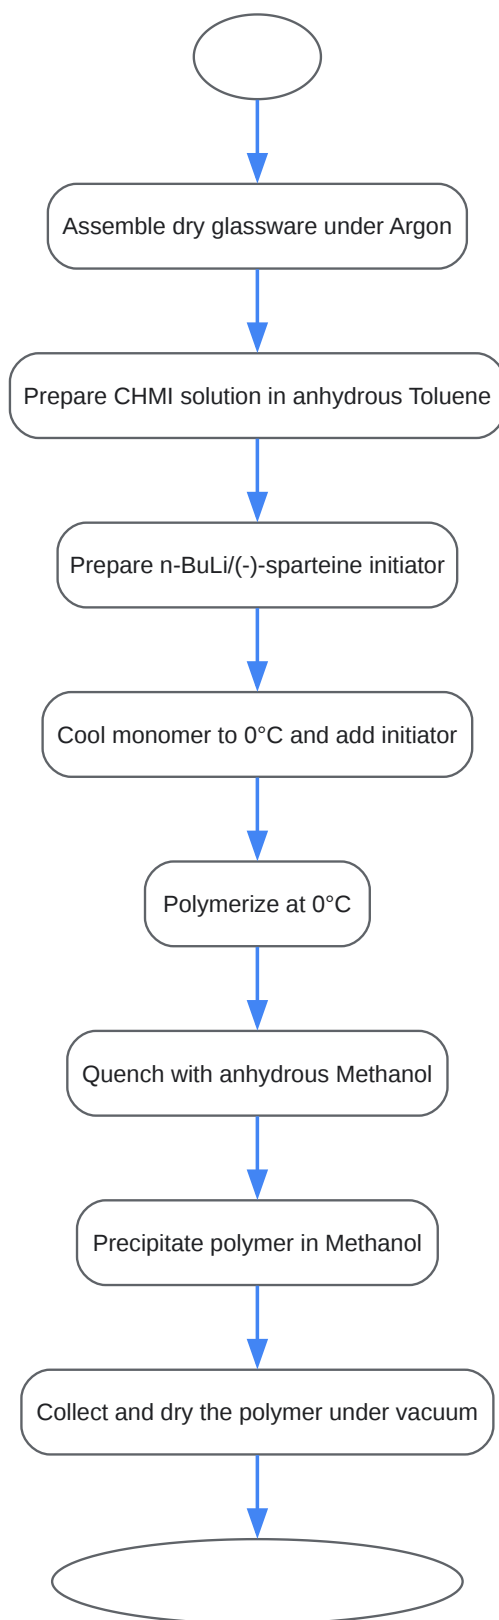 Assemble dry glassware under Argon
Prepare CHMI solution in anhydrous Toluene
Prepare n-BuLi/(-)-sparteine initiator
Cool monomer to 0°C and add initiator
Polymerize at 0°C
Quench with anhydrous Methanol
Precipitate polymer in Methanol
Collect and dry the polymer under vacuum